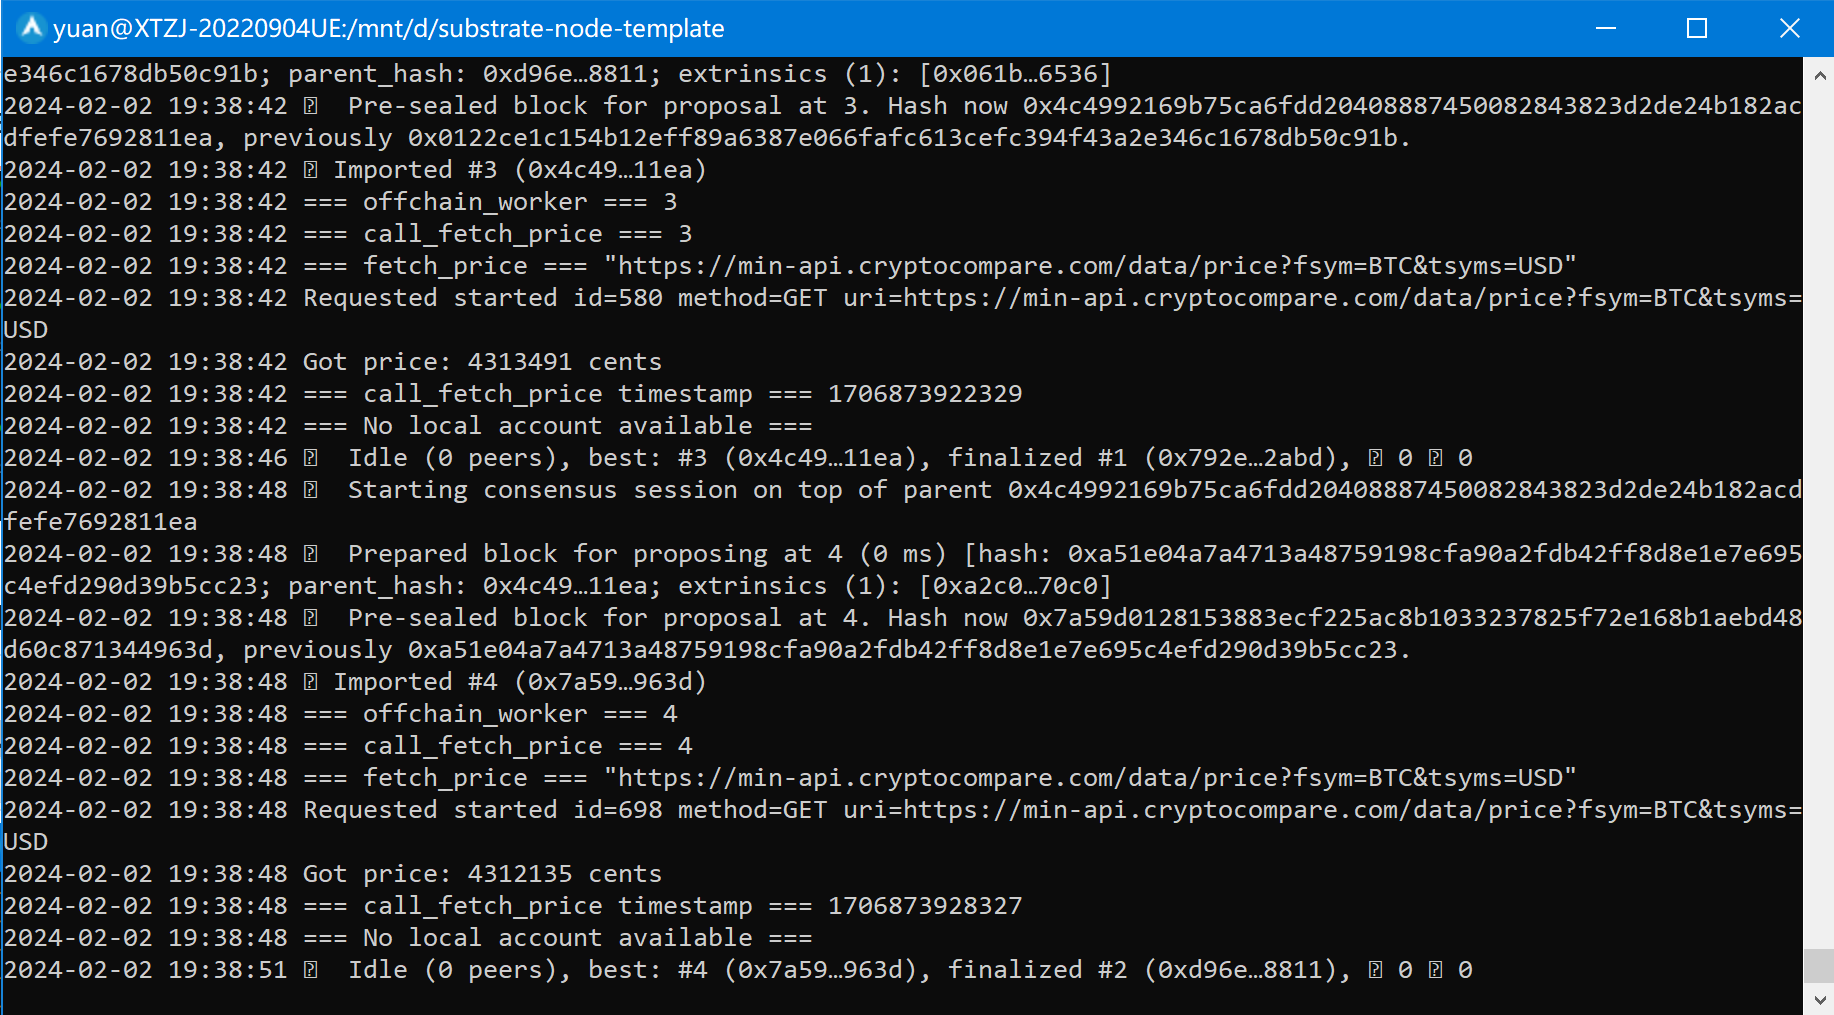 yuan@XTZJ-20220904UE:/mnt/d/substrate-node-template
e346c1678db50c91b; parent_hash: 0xd96e…8811; extrinsics (1): [0x061b…6536]
2024-02-02 19:38:42 Pre-sealed block for proposal at 3. Hash now 0x4c4992169b75ca6fdd20408887450082843823d2de24b182ac
dfefe7692811ea, previously 0x0122ce1c154b12eff89a6387e066fafc613cefc394f43a2e346c1678db50c91b.
2024-02-02 19:38:42 Imported #3 (0x4c49…11ea)
2024-02-02 19:38:42 === offchain_worker === 3
2024-02-02 19:38:42 === call_fetch_price === 3
2024-02-02 19:38:42 === fetch_price === "https://min-api.cryptocompare.com/data/price?fsym=BTC&tsyms=USD"
2024-02-02 19:38:42 Requested started id=580 method=GET uri=https://min-api.cryptocompare.com/data/price?fsym=BTC&tsyms=
USD
2024-02-02 19:38:42 Got price: 4313491 cents
2024-02-02 19:38:42 === call_fetch_price timestamp === 1706873922329
2024-02-02 19:38:42 === No local account available ===
2024-02-02 19:38:46 Idle (0 peers), best: #3 (0x4c49…11ea), finalized #1 (0x792e…2abd), 0 0
2024-02-02 19:38:48 Starting consensus session on top of parent 0x4c4992169b75ca6fdd20408887450082843823d2de24b182acd
fefe7692811ea
2024-02-02 19:38:48 Prepared block for proposing at 4 (0 ms) [hash: 0xa51e04a7a4713a48759198cfa90a2fdb42ff8d8e1e7e695
c4efd290d39b5cc23; parent_hash: 0x4c49…11ea; extrinsics (1): [0xa2c0…70c0]
2024-02-02 19:38:48 Pre-sealed block for proposal at 4. Hash now 0x7a59d0128153883ecf225ac8b1033237825f72e168b1aebd48
d60c871344963d, previously 0xa51e04a7a4713a48759198cfa90a2fdb42ff8d8e1e7e695c4efd290d39b5cc23.
2024-02-02 19:38:48 Imported #4 (0x7a59…963d)
2024-02-02 19:38:48 === offchain_worker === 4
2024-02-02 19:38:48 === call_fetch_price === 4
2024-02-02 19:38:48 === fetch_price === "https://min-api.cryptocompare.com/data/price?fsym=BTC&tsyms=USD"
2024-02-02 19:38:48 Requested started id=698 method=GET uri=https://min-api.cryptocompare.com/data/price?fsym=BTC&tsyms=
USD
2024-02-02 19:38:48 Got price: 4312135 cents
2024-02-02 19:38:48 === call_fetch_price timestamp === 1706873928327
2024-02-02 19:38:48 === No local account available ===
2024-02-02 19:38:51 Idle (0 peers), best: #4 (0x7a59…963d), finalized #2 (0xd96e…8811), 0 0